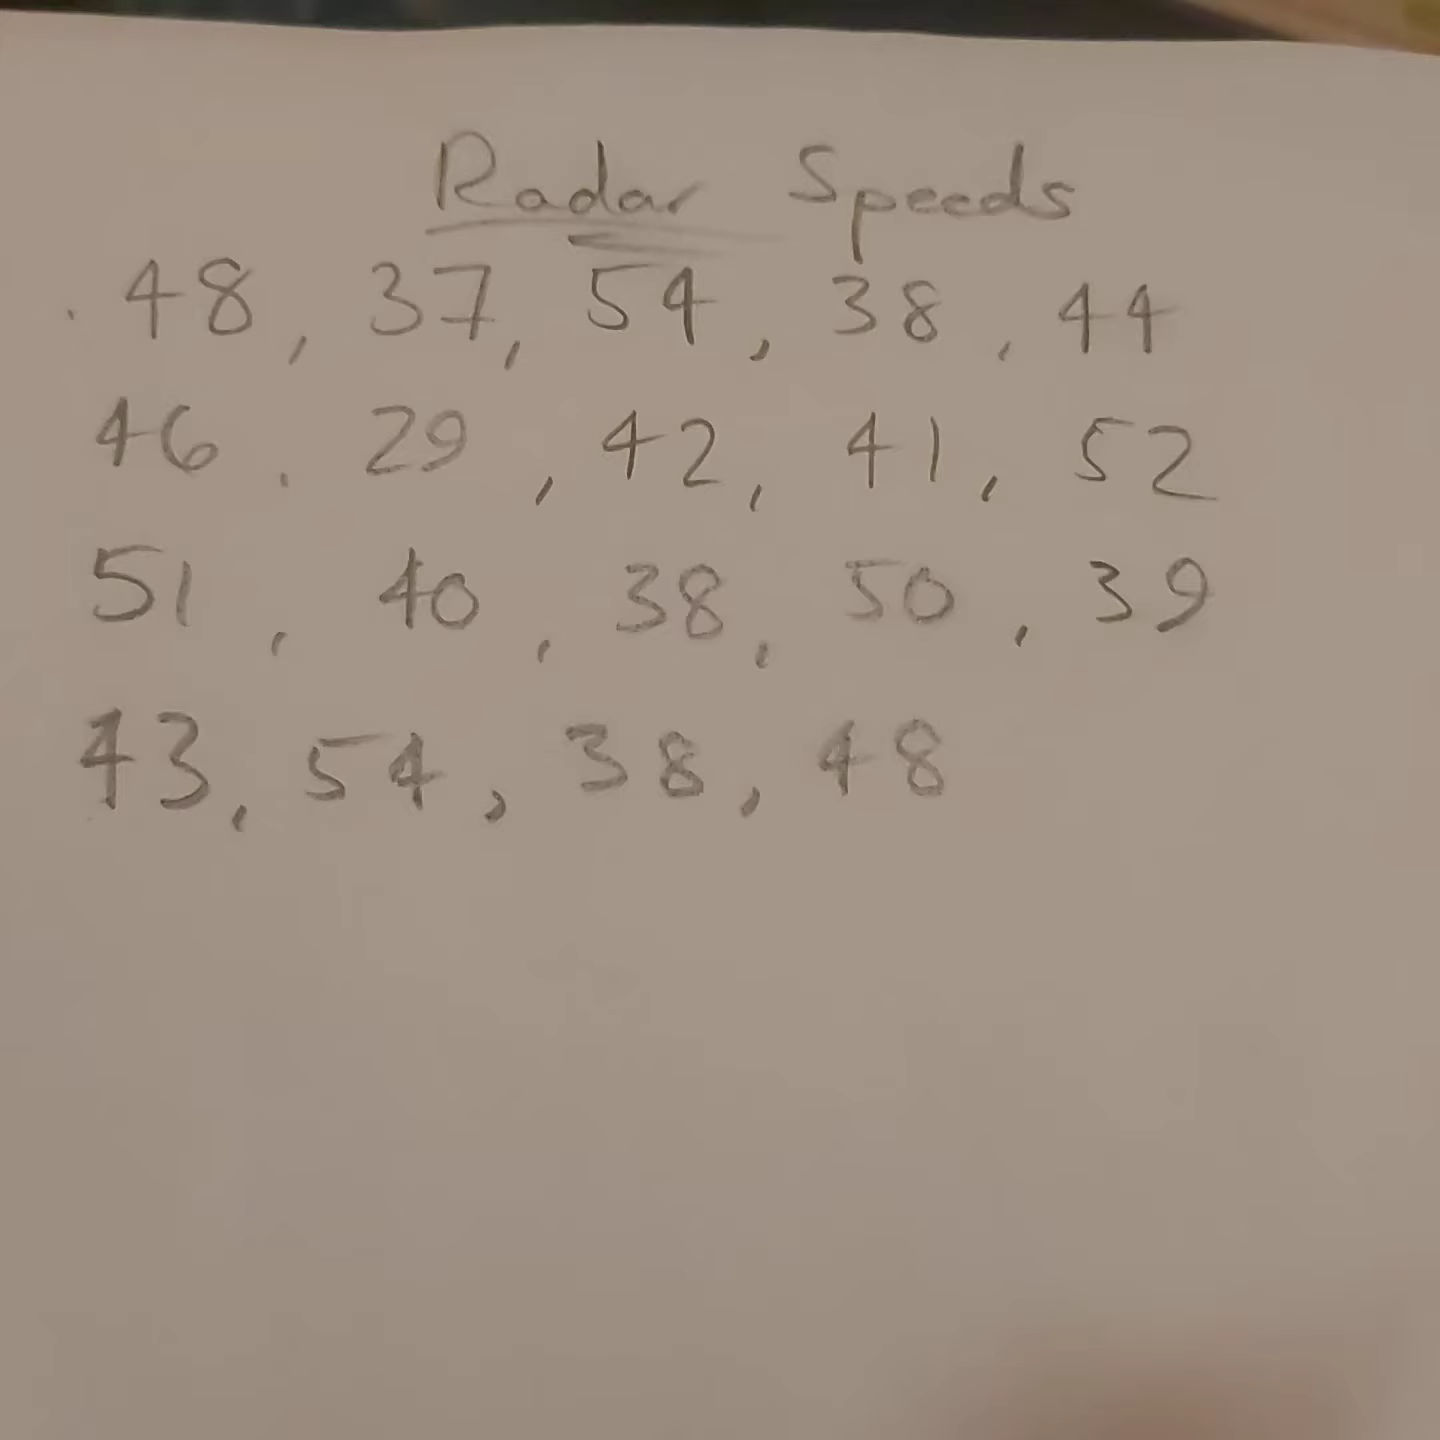 Radar Speeds
48, 37, 54, 38, 44
46, 29, 42, 41, 52
51, 40, 38, 50, 39
43, 54, 38, 48